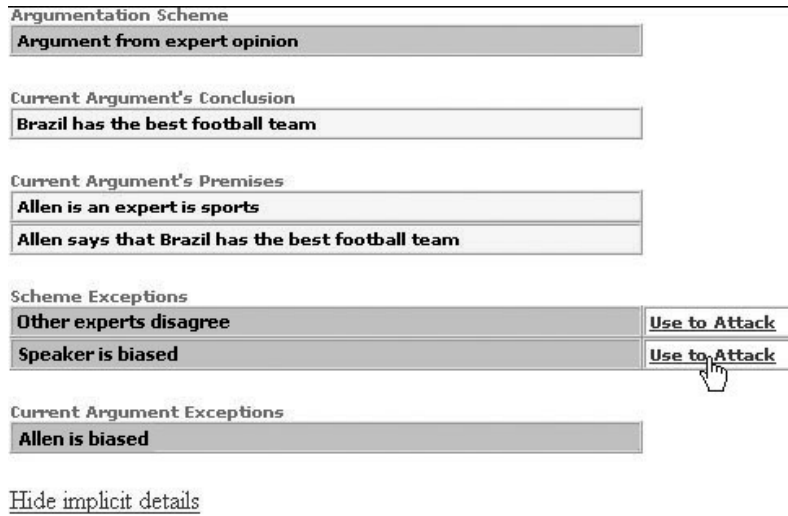 Argumentation Scheme
Argument from expert opinion
Current Argument's Conclusion
Brazil has the best football team
Current Argument's Premises
Allen is an expert is sports
Allen says that Brazil has the best football team
Scheme Exceptions
Other experts disagree Use to Attack
Speaker is biased Use to Attack
Current Argument Exceptions
Allen is biased
Hide implicit details